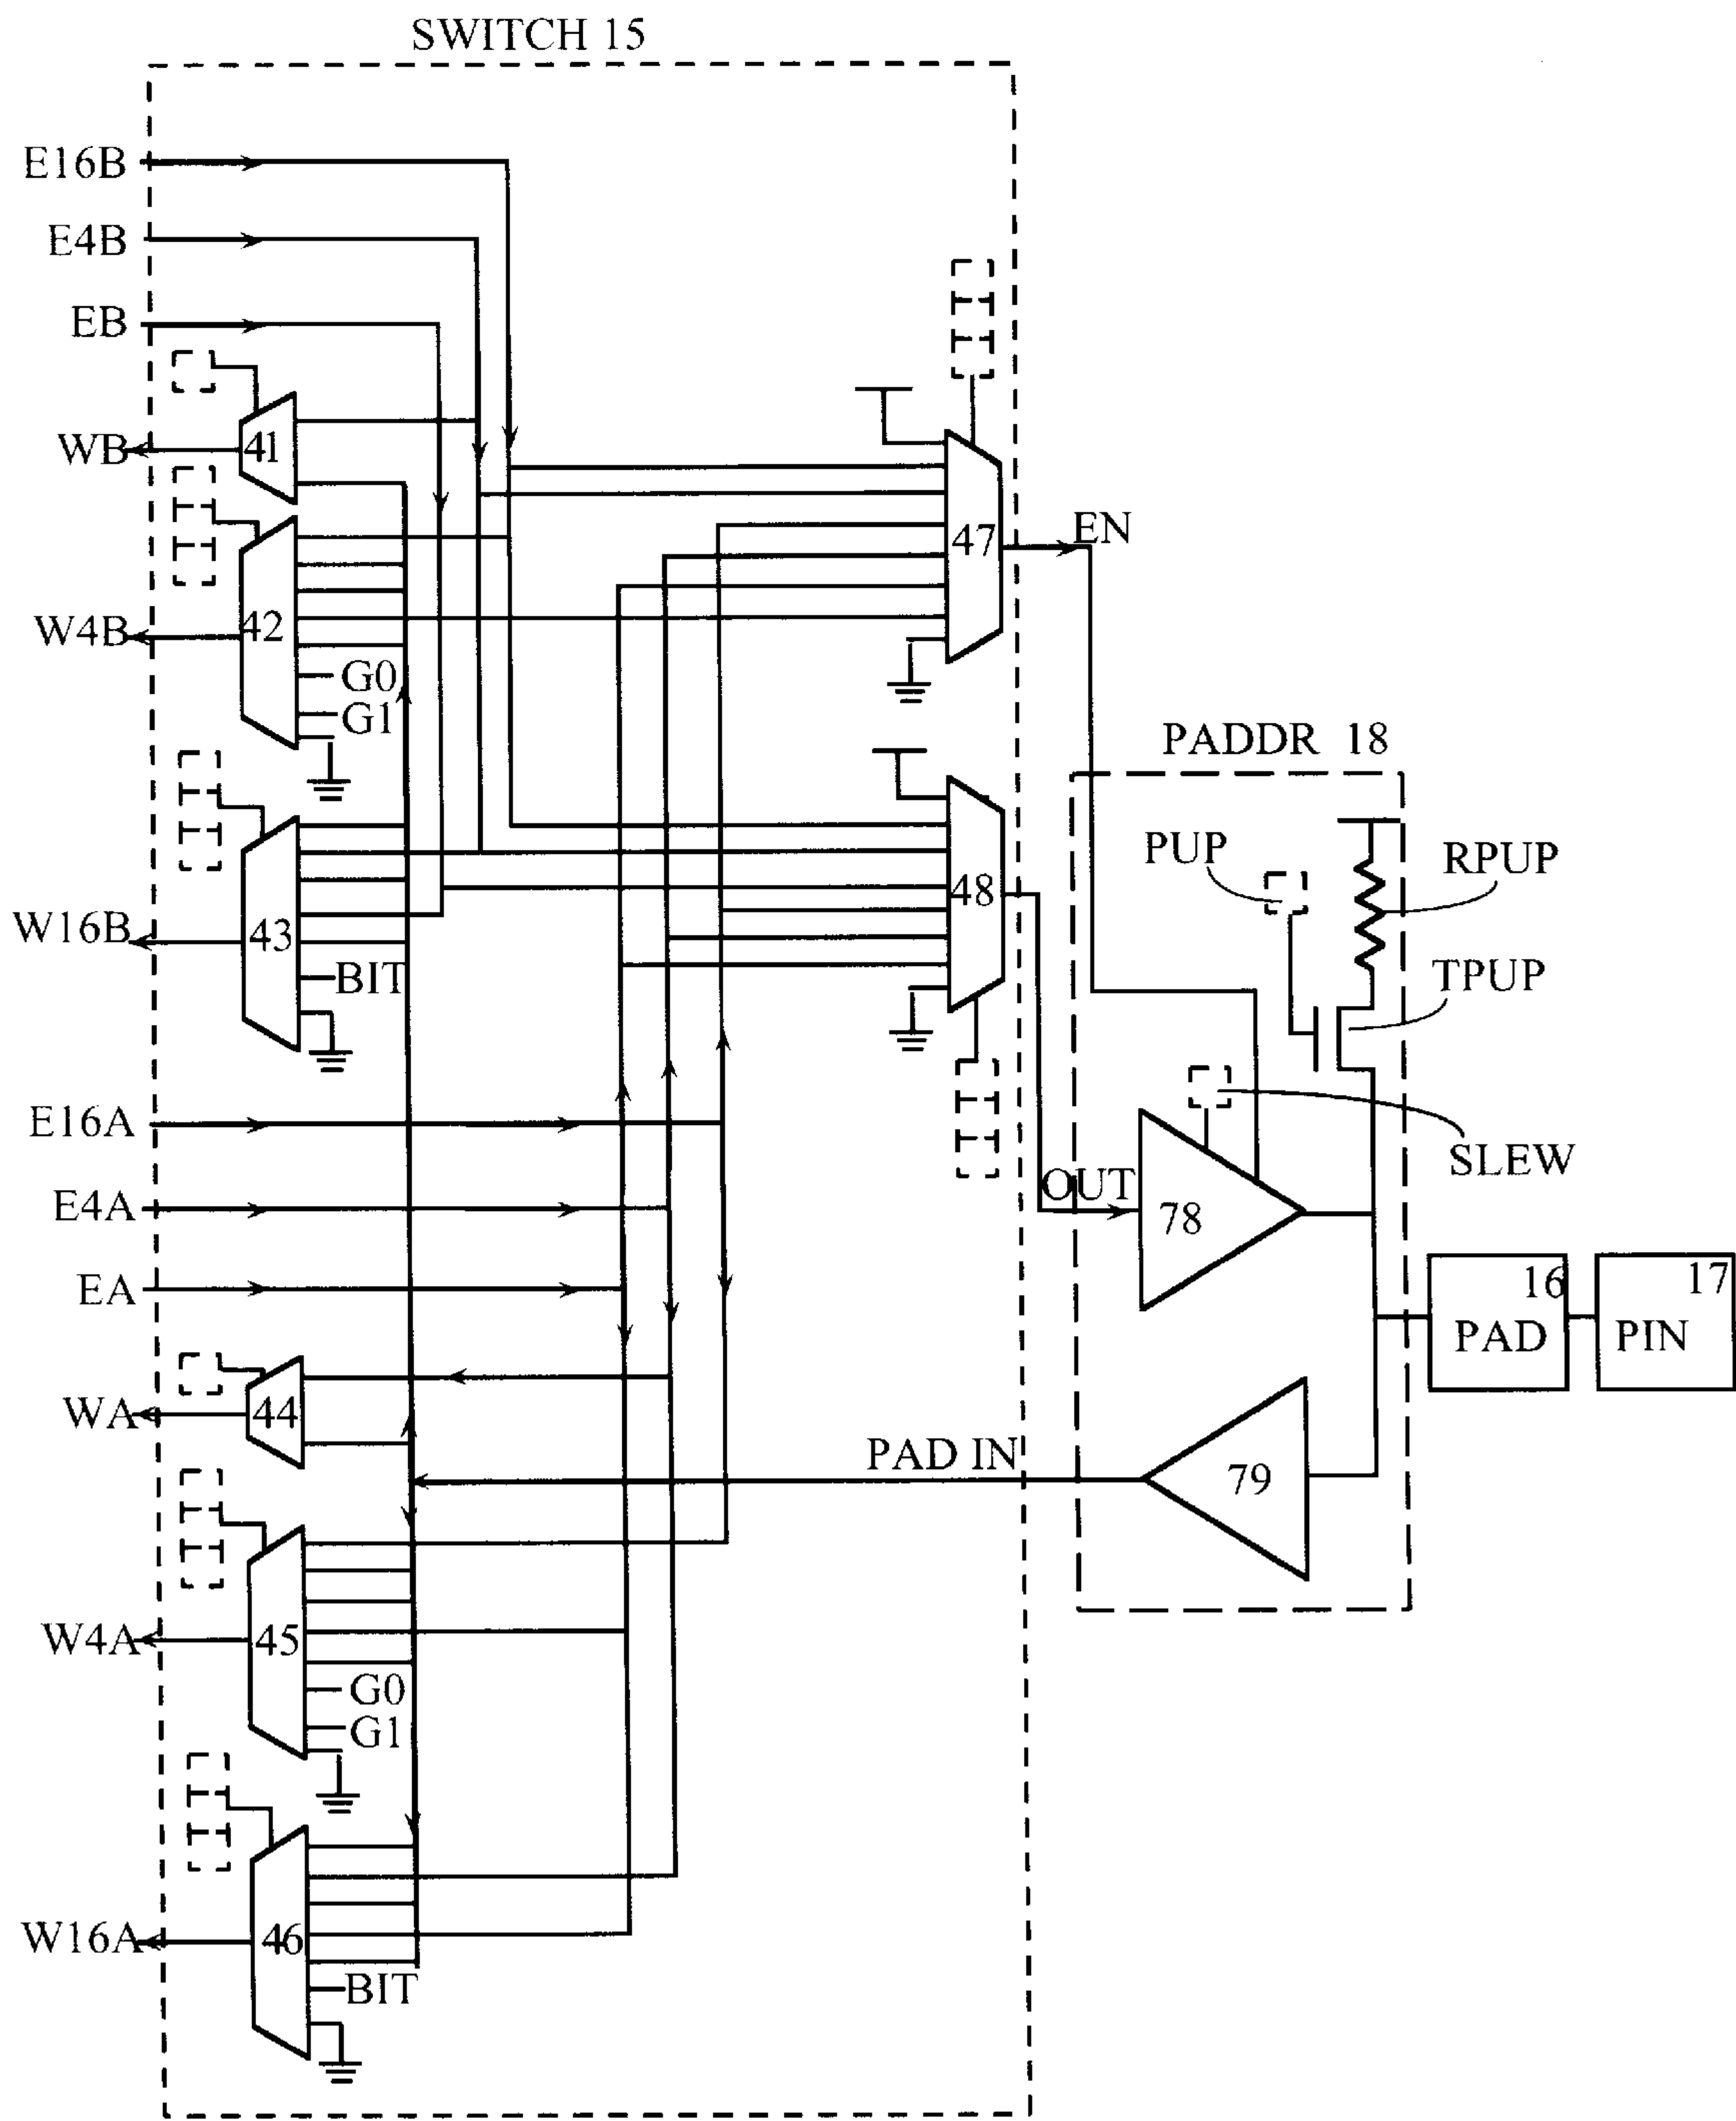 SWITCH 15
E16B
E4B
EB
41
WB
47
EN
42
W4B
G0
G1
PADDR 18
PUP
RPUP
48
43
W16B
BIT
TPUP
E16A
SLEW
E4A
OUT
78
EA
16
17
PAD
PIN
44
WA
PAD IN
79
45
W4A
G0
G1
46
W16A
BIT